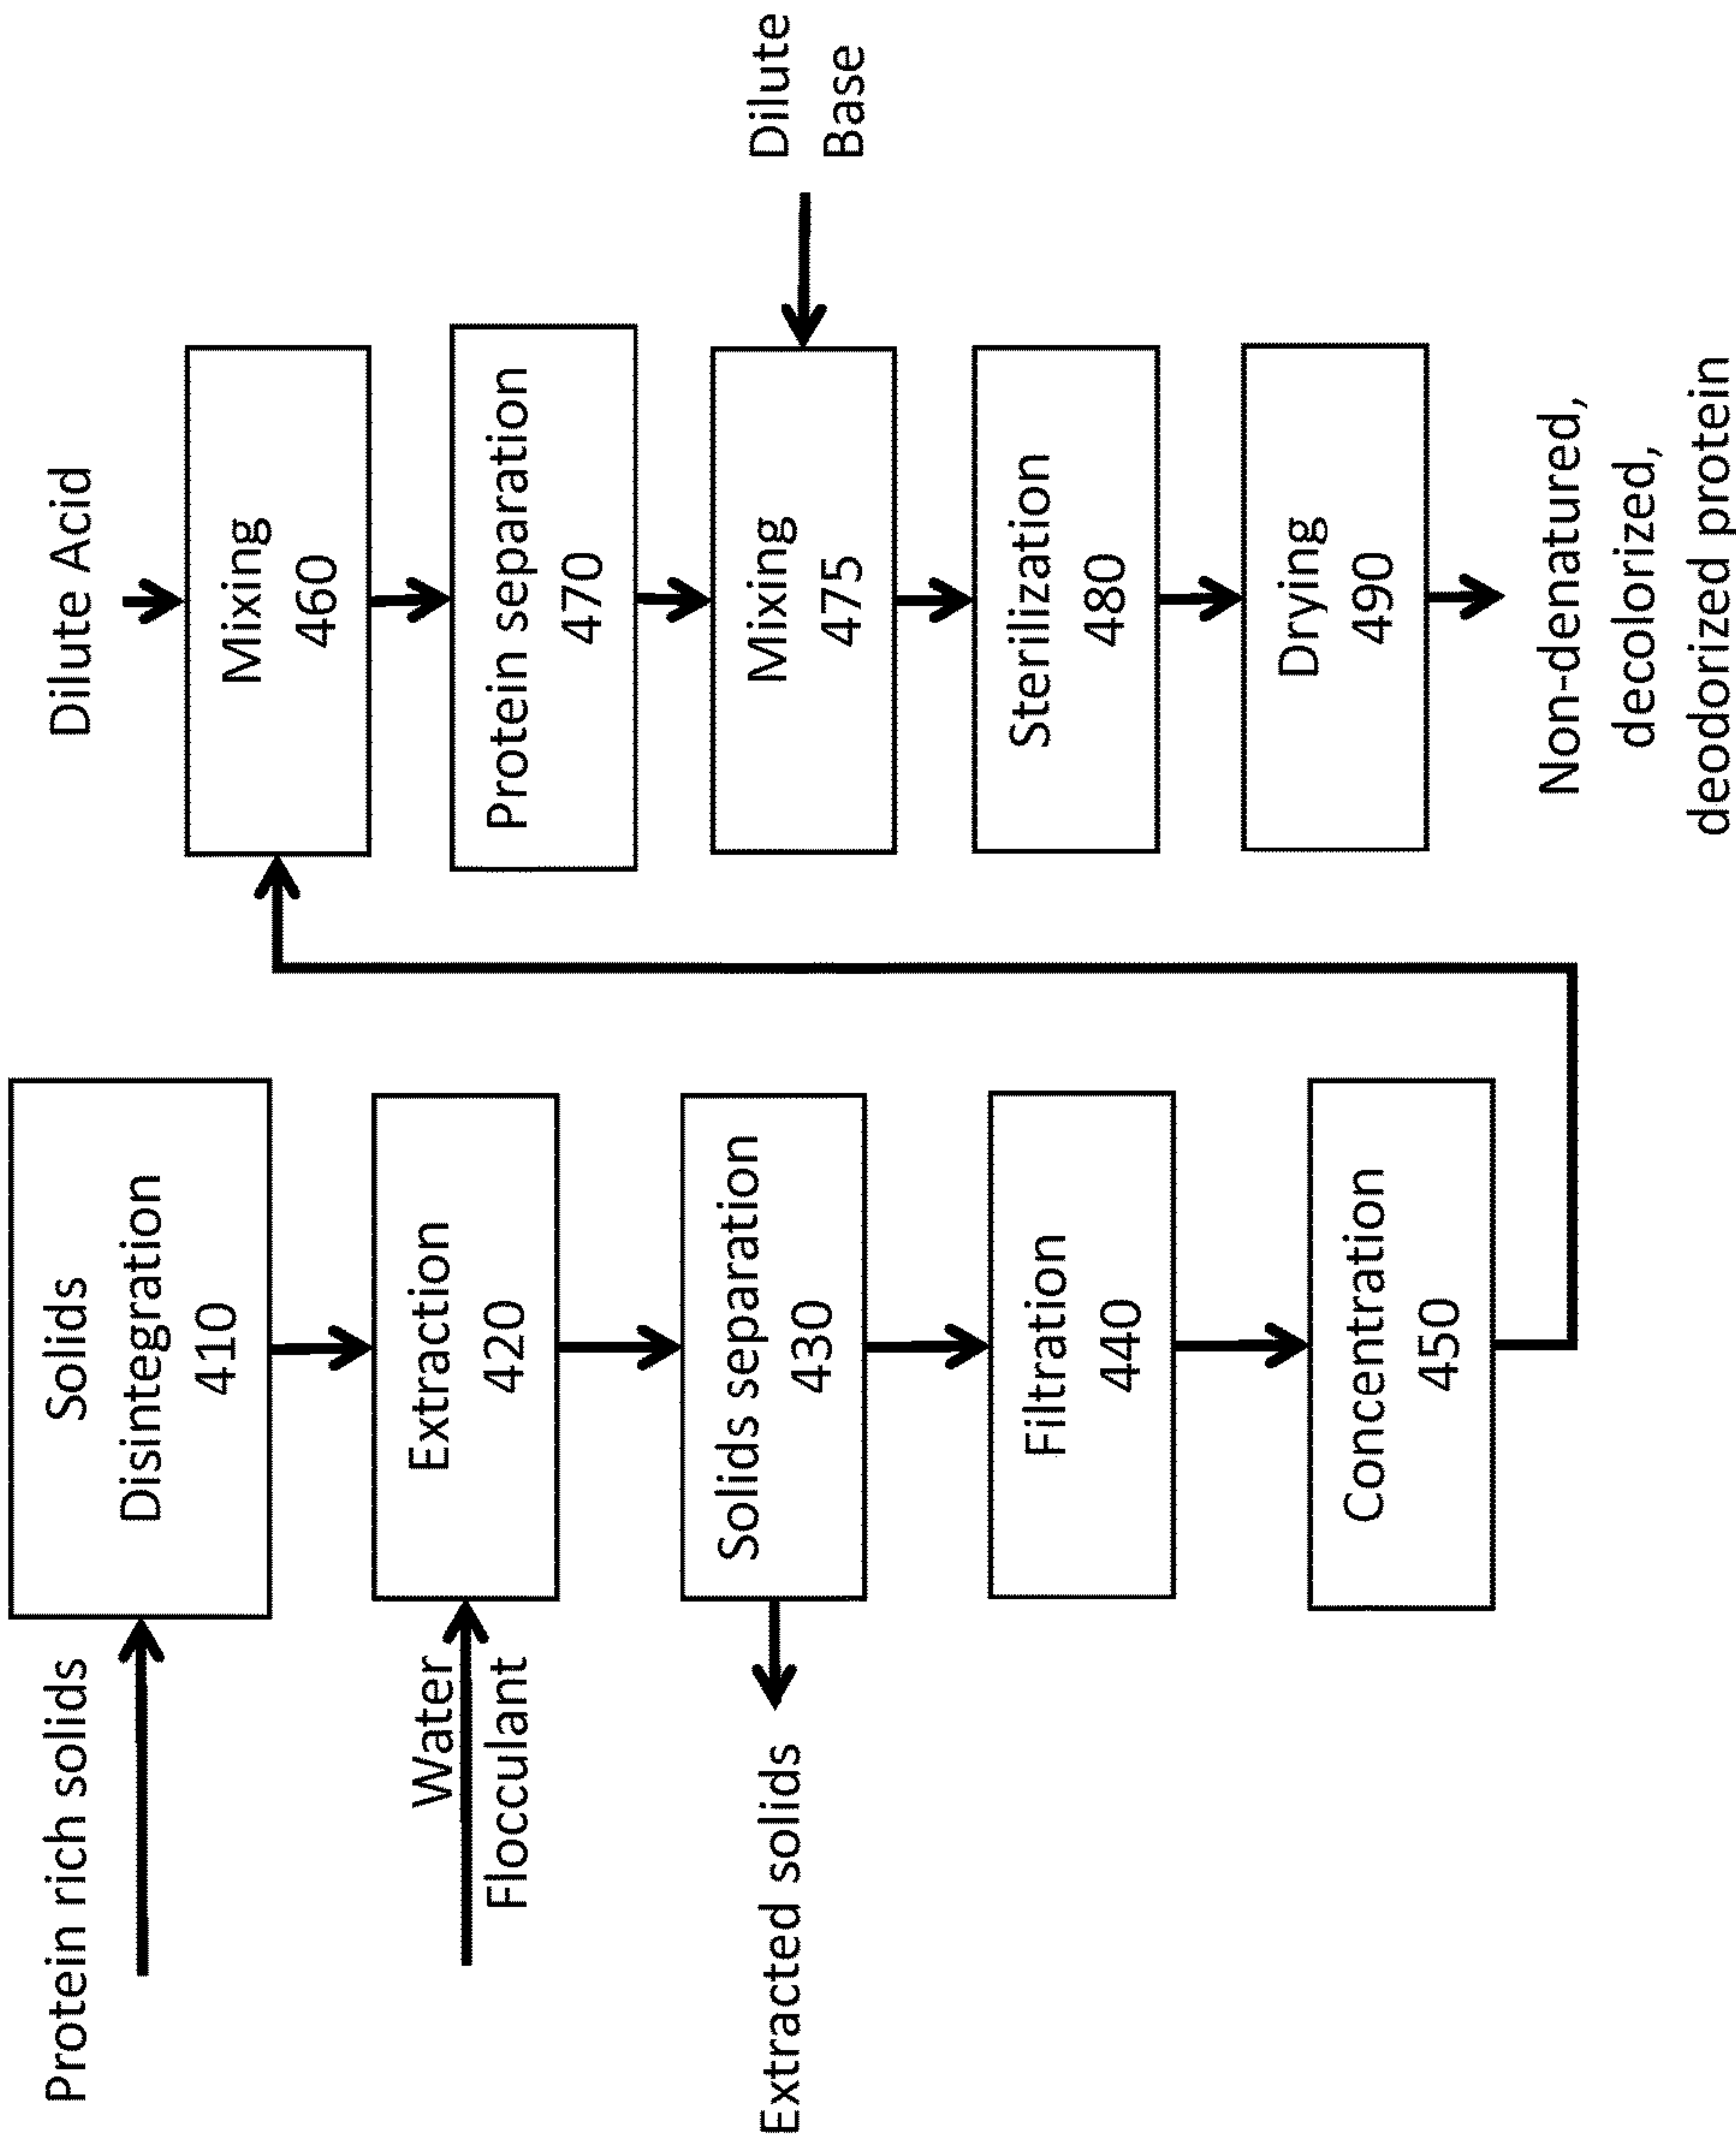 Protein rich solids
Solids
Disintegration
410
Water
Flocculant
Extraction
420
Solids separation
430
Extracted solids
Filtration
440
Concentration
450
Dilute Acid
Mixing
460
Protein separation
470
Mixing
475
Dilute
Base
Sterilization
480
Drying
490
Non-denatured,
decolorized,
deodorized protein